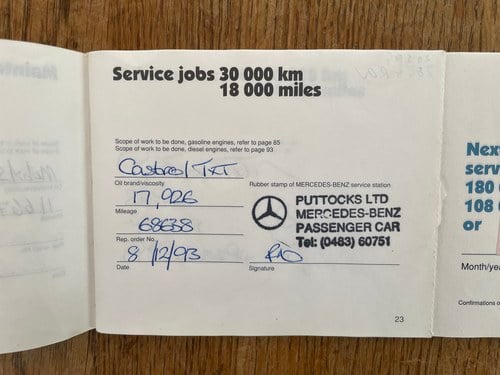 Service jobs 30 000 km
18 000 miles
Scope of work to be done, gasoline engines, refer to page 85
Scope of work to be done, diesel engines, refer to page 93
Castrol TXT
Oil brand/viscosity
17,926
Mileage
68638
Rep. order No.
8/12/93
Date
Rubber stamp of MERCEDES-BENZ service station
PUTTOCKS LTD
MERCEDES-BENZ
PASSENGER CAR
Tel: (0483) 60751
Signature
23
Nex
serv
180
108
or
Month/ye
Confirmations o